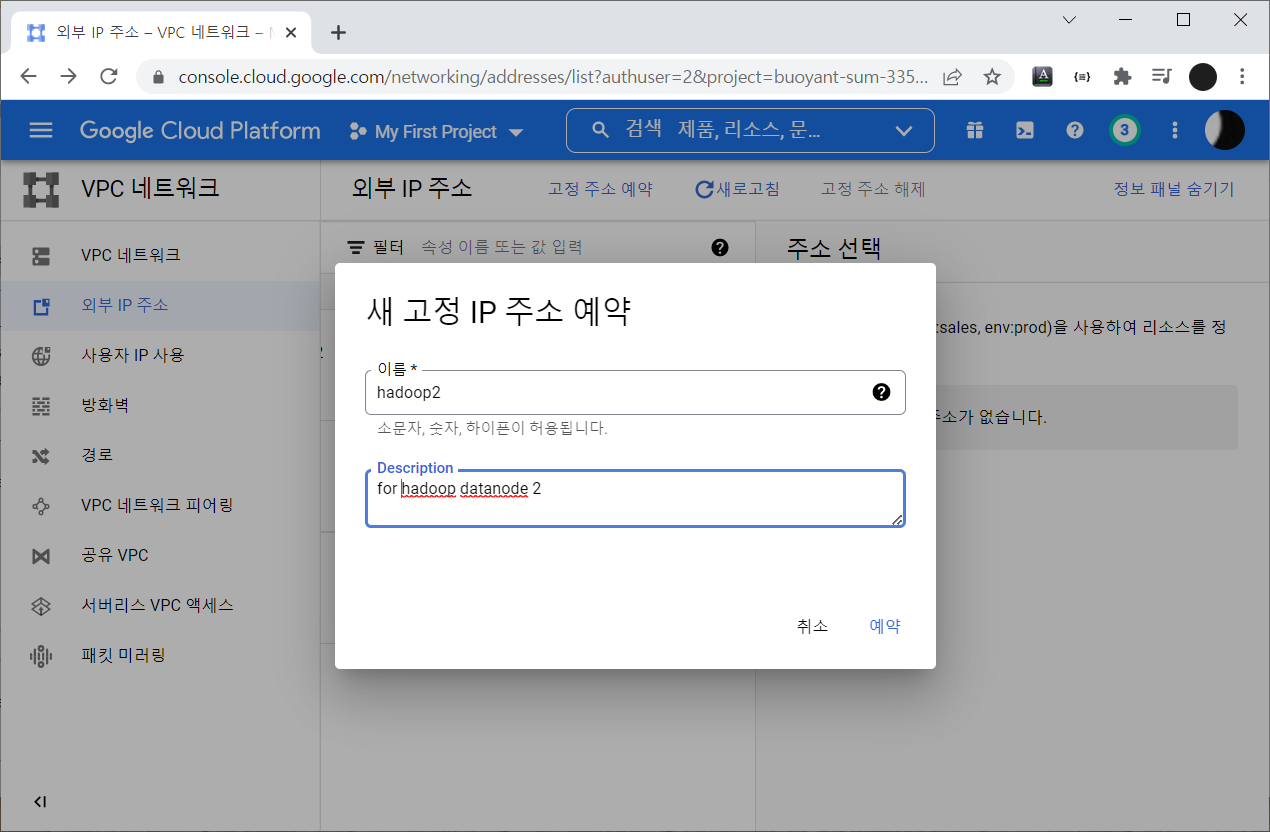 외부 IP 주소 – VPC 네트워크 –
console.cloud.google.com/networking/addresses/list?authuser=2&project=buoyant-sum-335...
Google Cloud Platform
My First Project
검색 제품, 리소스, 문...
3
VPC 네트워크
외부 IP 주소
고정 주소 예약
새로고침
고정 주소 해제
정보 패널 숨기기
VPC 네트워크
외부 IP 주소
사용자 IP 사용
방화벽
경로
VPC 네트워크 피어링
공유 VPC
서버리스 VPC 액세스
패킷 미러링
필터 속성 이름 또는 값 입력
주소 선택
:sales, env:prod)을 사용하여 리소스를 정
없습니다.
새 고정 IP 주소 예약
이름 *
hadoop2
소문자, 숫자, 하이픈이 허용됩니다.
Description
for hadoop datanode 2
취소
예약